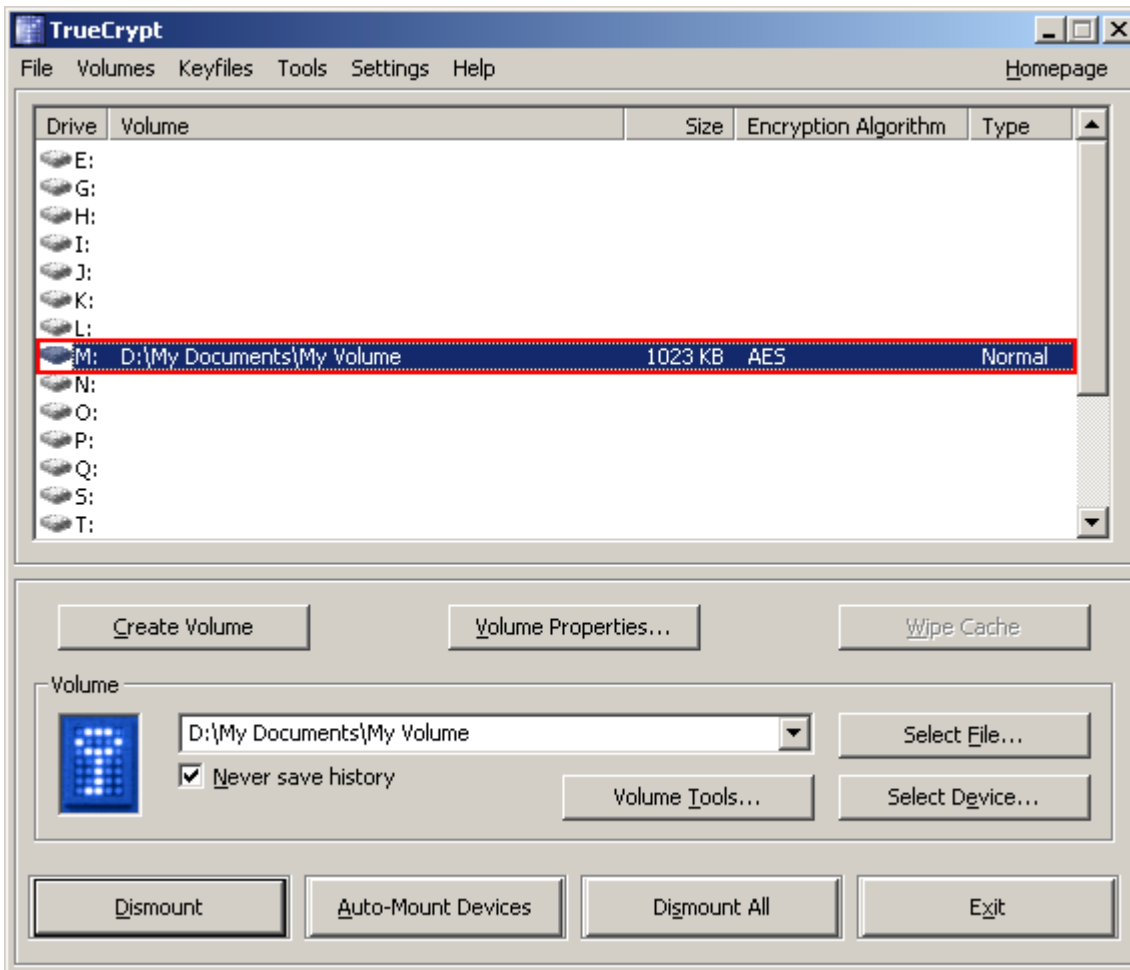 TrueCrypt
File Volumes Keyfiles Tools Settings Help Homepage
Drive Volume Size Encryption Algorithm Type
E:
G:
H:
I:
J:
K:
L:
M: D:\My Documents\My Volume 1023 KB AES Normal
N:
O:
P:
Q:
S:
T:
Create Volume Volume Properties... Wipe Cache
Volume
D:\My Documents\My Volume Select File...
Never save history
Volume Tools... Select Device...
Dismount Auto-Mount Devices Dismount All Exit